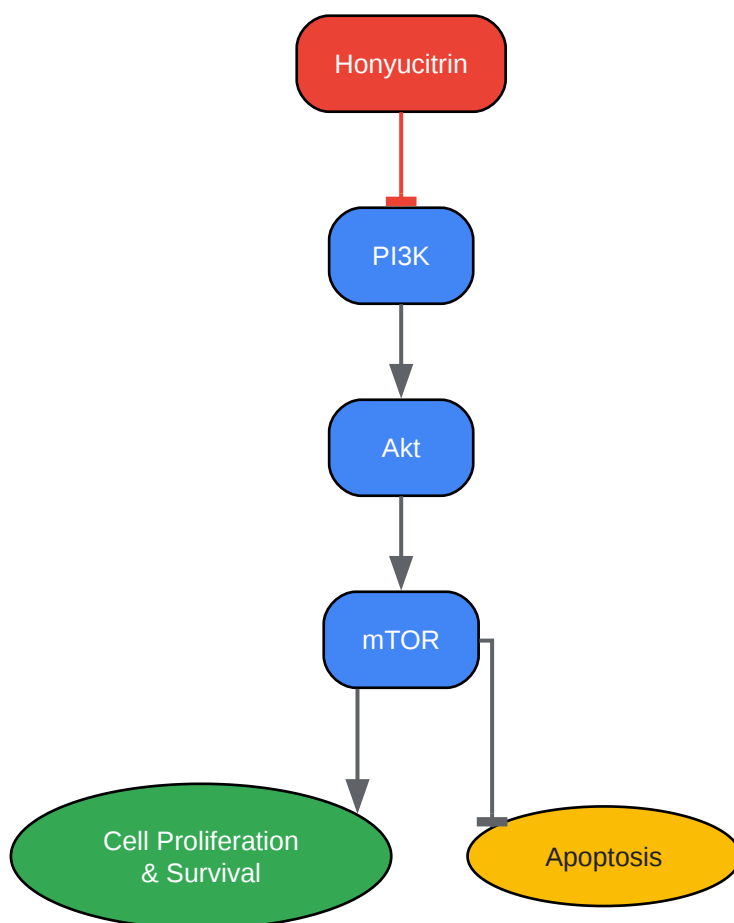 Honyucitrin
PI3K
Akt
mTOR
Cell Proliferation
& Survival
Apoptosis